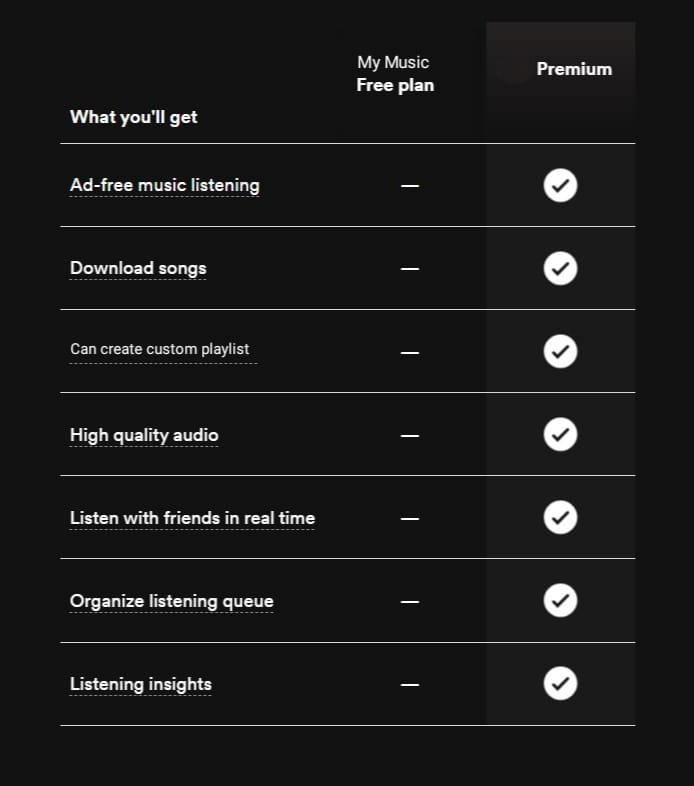 My Music
Free plan
Premium
What you'll get
Ad-free music listening
Download songs
Can create custom playlist
High quality audio
Listen with friends in real time
Organize listening queue
Listening insights